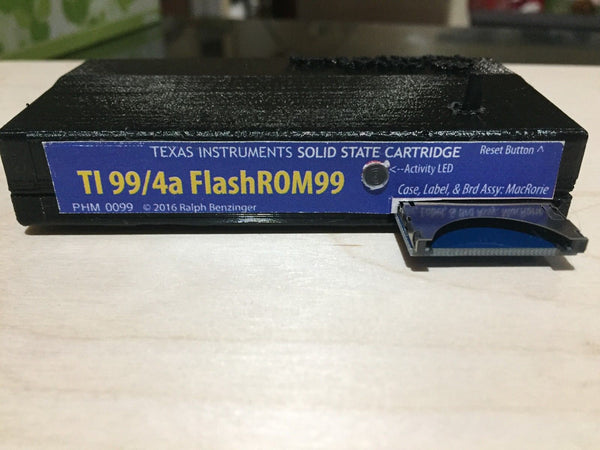 TEXAS INSTRUMENTS SOLID STATE CARTRIDGE
Reset Button ^
<--Activity LED
TI 99/4a FlashROM99
Case, Label, & Brd Assy: MacRorie
PHM 0099 © 2016 Ralph Benzinger